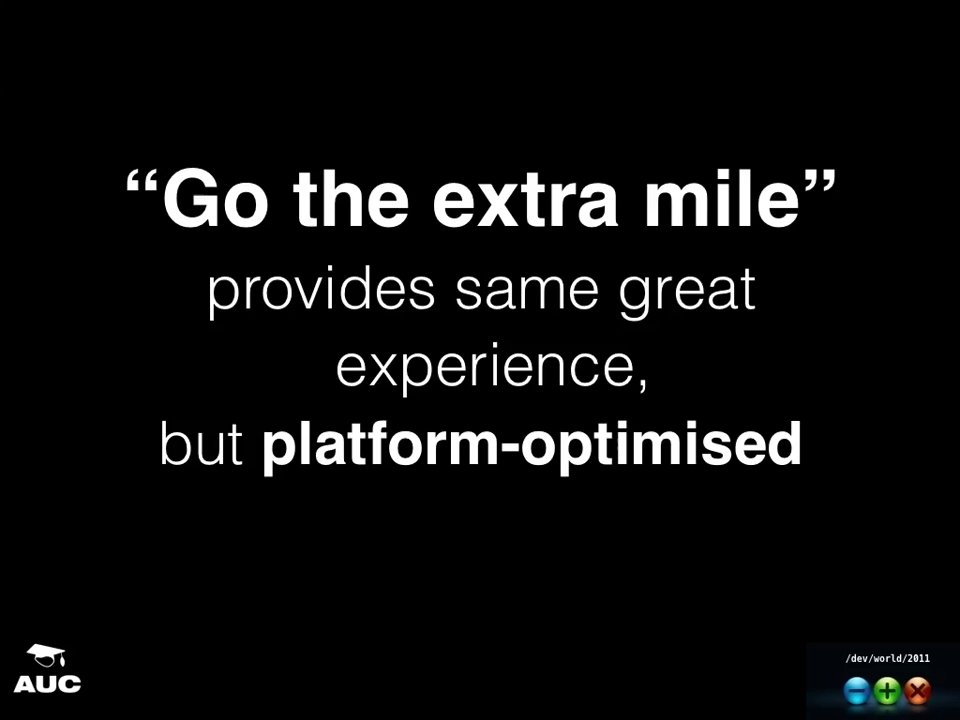 “Go the extra mile”
provides same great
experience,
but platform-optimised
AUC
/dev/world/2011